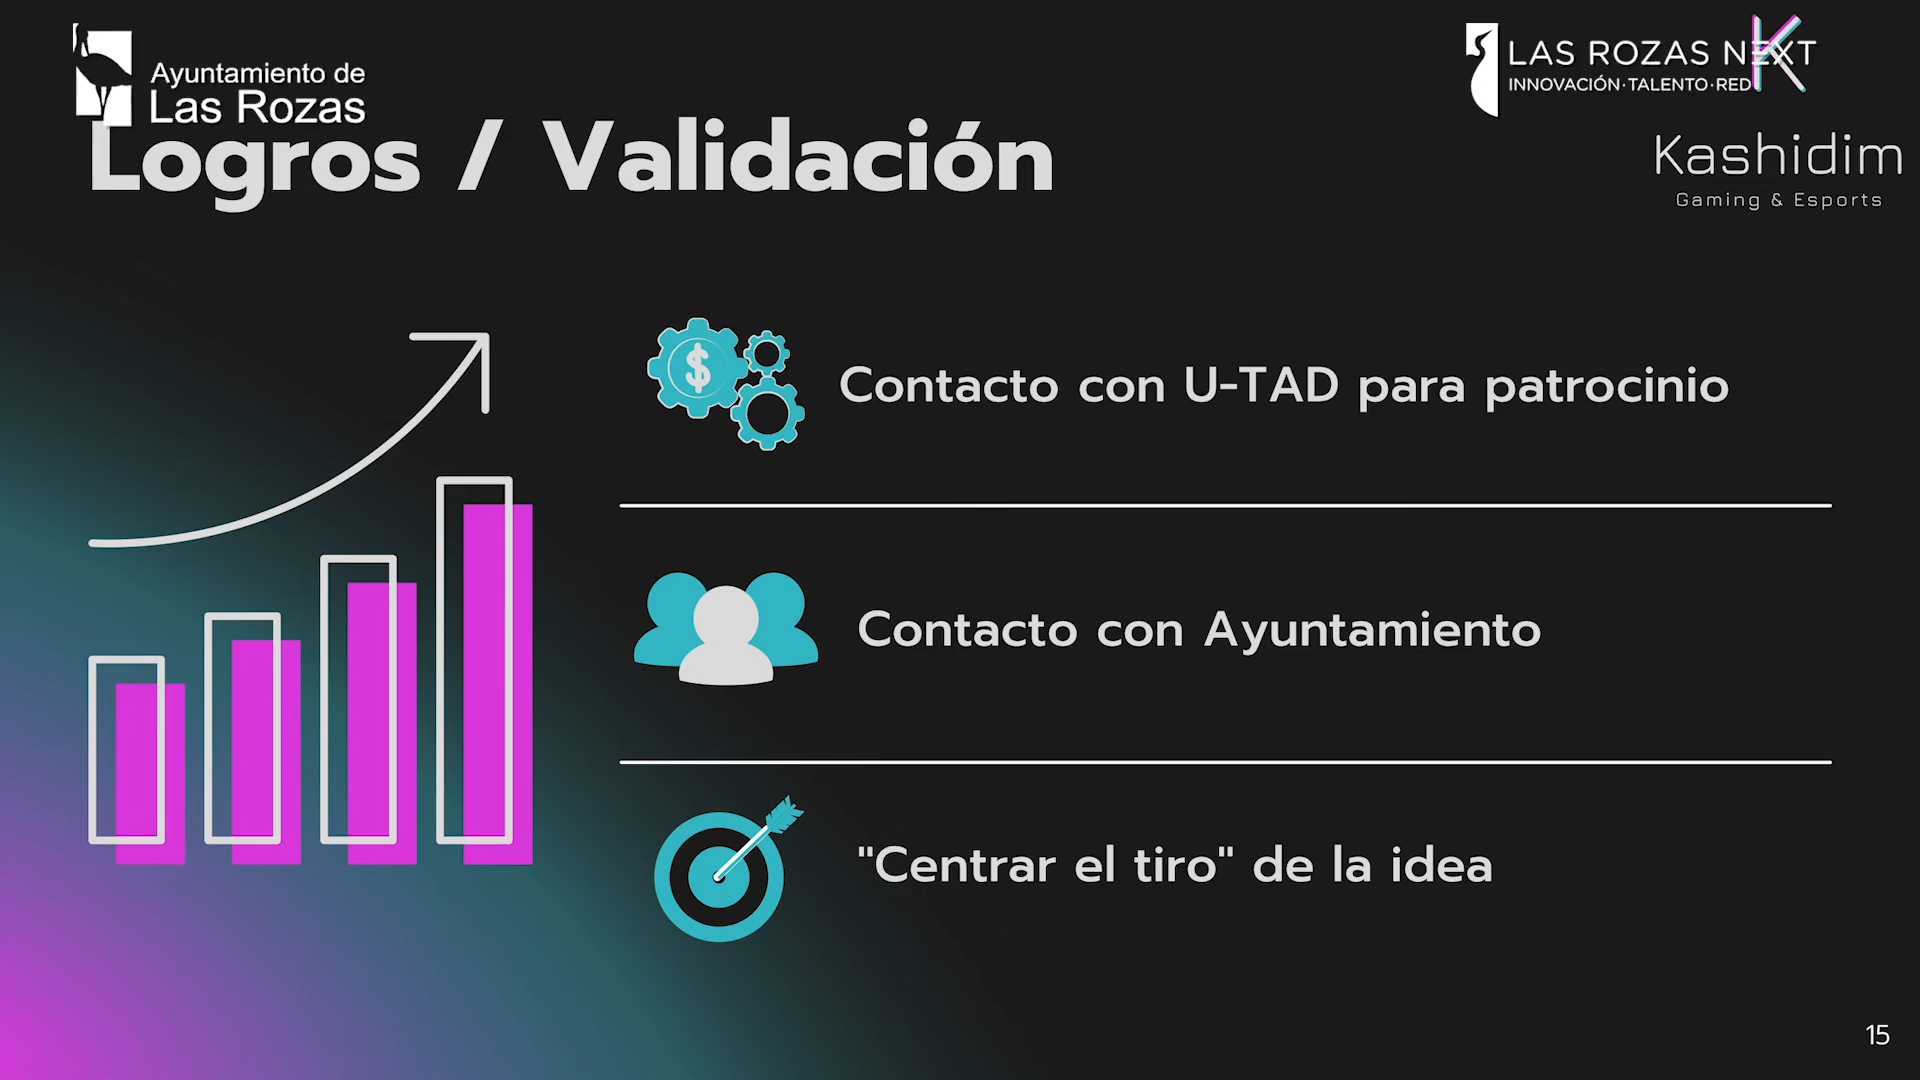 Ayuntamiento de
Las Rozas
LAS ROZAS NEXT
INNOVACIÓN·TALENTO·RED
K
Kashidim
Gaming & Esports
Logros / Validación
$
Contacto con U-TAD para patrocinio
Contacto con Ayuntamiento
"Centrar el tiro" de la idea
15